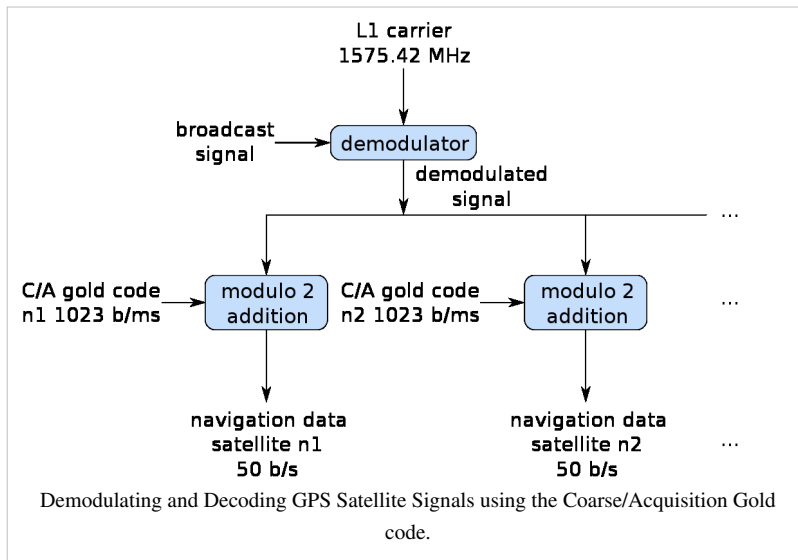 L1 carrier
1575.42 MHz
broadcast
signal
demodulator
demodulated
signal
...
C/A gold code
n1 1023 b/ms
modulo 2
addition
C/A gold code
n2 1023 b/ms
modulo 2
addition
...
navigation data
satellite n1
50 b/s
navigation data
satellite n2
50 b/s
...
Demodulating and Decoding GPS Satellite Signals using the Coarse/Acquisition Gold
code.